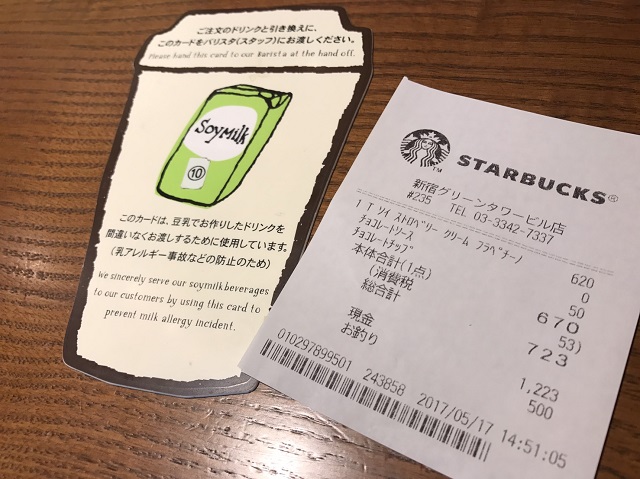 ご注文のドリンクと引き換えに、
このカードをバリスタ(スタッフ)にお渡しください。
Please hand this card to our Barista at the hand off.
SoyMilk
10
このカードは、豆乳でお作りしたドリンクを
間違いなくお渡しするために使用しています。
(乳アレルギー事故などの防止のため)
We sincerely serve our soymilk beverages
to our customers by using this card to
prevent milk allergy incident.
STARBUCKS®
TM
新宿グリーンタワービル店
#235 TEL 03-3342-7337
1 T ソイ ストロベリー クリーム フラペチーノ 620
チョコレートソース 0
チョコレートチップ 50
本体合計(1点) 670
(消費税 53)
総合計 723
現金 1,223
お釣り 500
010297899501 243858 2017/05/17 14:51:05